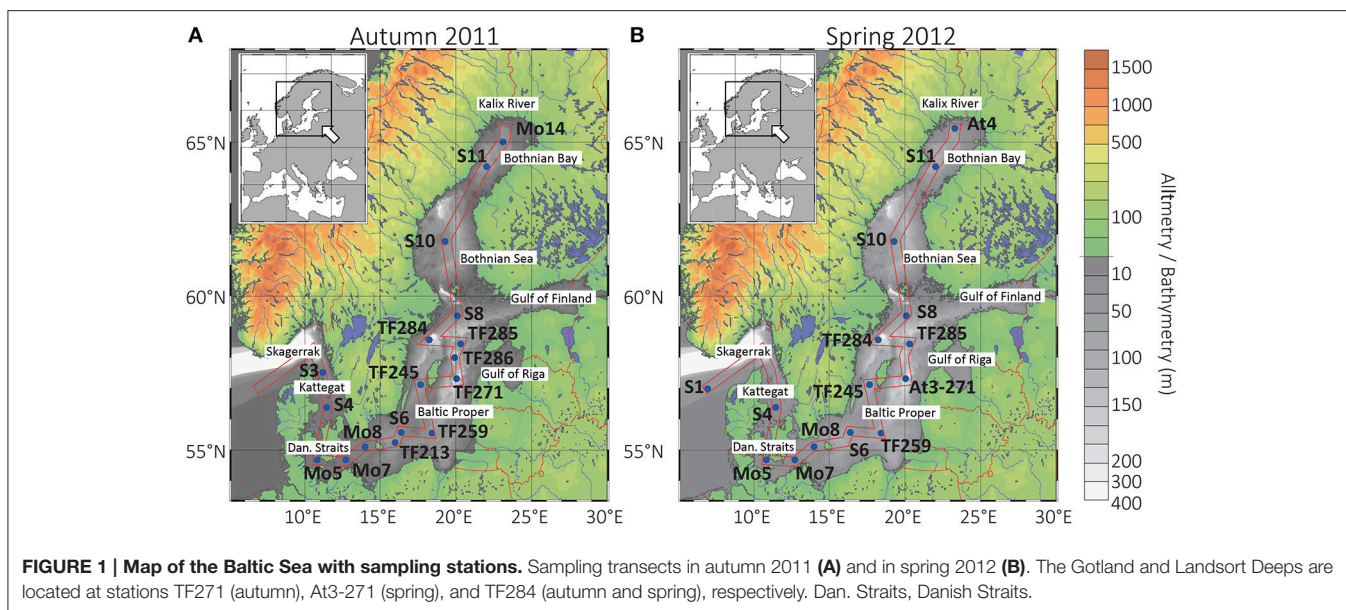 A
Autumn 2011
65°N
60°N
55°N
10°E
15°E
20°E
25°E
30°E
Kalix River
Mo14
S11
Bothnian Bay
S10
Bothnian Sea
Gulf of Finland
S8
TF284
TF285
TF286
Skagerrak
S3
Gulf of Riga
TF245
TF271
Kattegat
S4
Baltic Proper
S6
Mo8
TF259
Dan. Straits
TF213
Mo5
Mo7
B
Spring 2012
65°N
60°N
55°N
10°E
15°E
20°E
25°E
30°E
Kalix River
At4
S11
Bothnian Bay
S10
Bothnian Sea
Gulf of Finland
S8
TF284
TF285
Skagerrak
Gulf of Riga
S1
TF245
At3-271
Kattegat
S4
Baltic Proper
Mo8
S6
TF259
Dan. Straits
Mo5
Mo7
1500
1000
500
100
10
50
100
150
200
300
400
Alltmetry / Bathymetry (m)
FIGURE 1 | Map of the Baltic Sea with sampling stations. Sampling transects in autumn 2011 (A) and in spring 2012 (B). The Gotland and Landsort Deeps are
located at stations TF271 (autumn), At3-271 (spring), and TF284 (autumn and spring), respectively. Dan. Straits, Danish Straits.